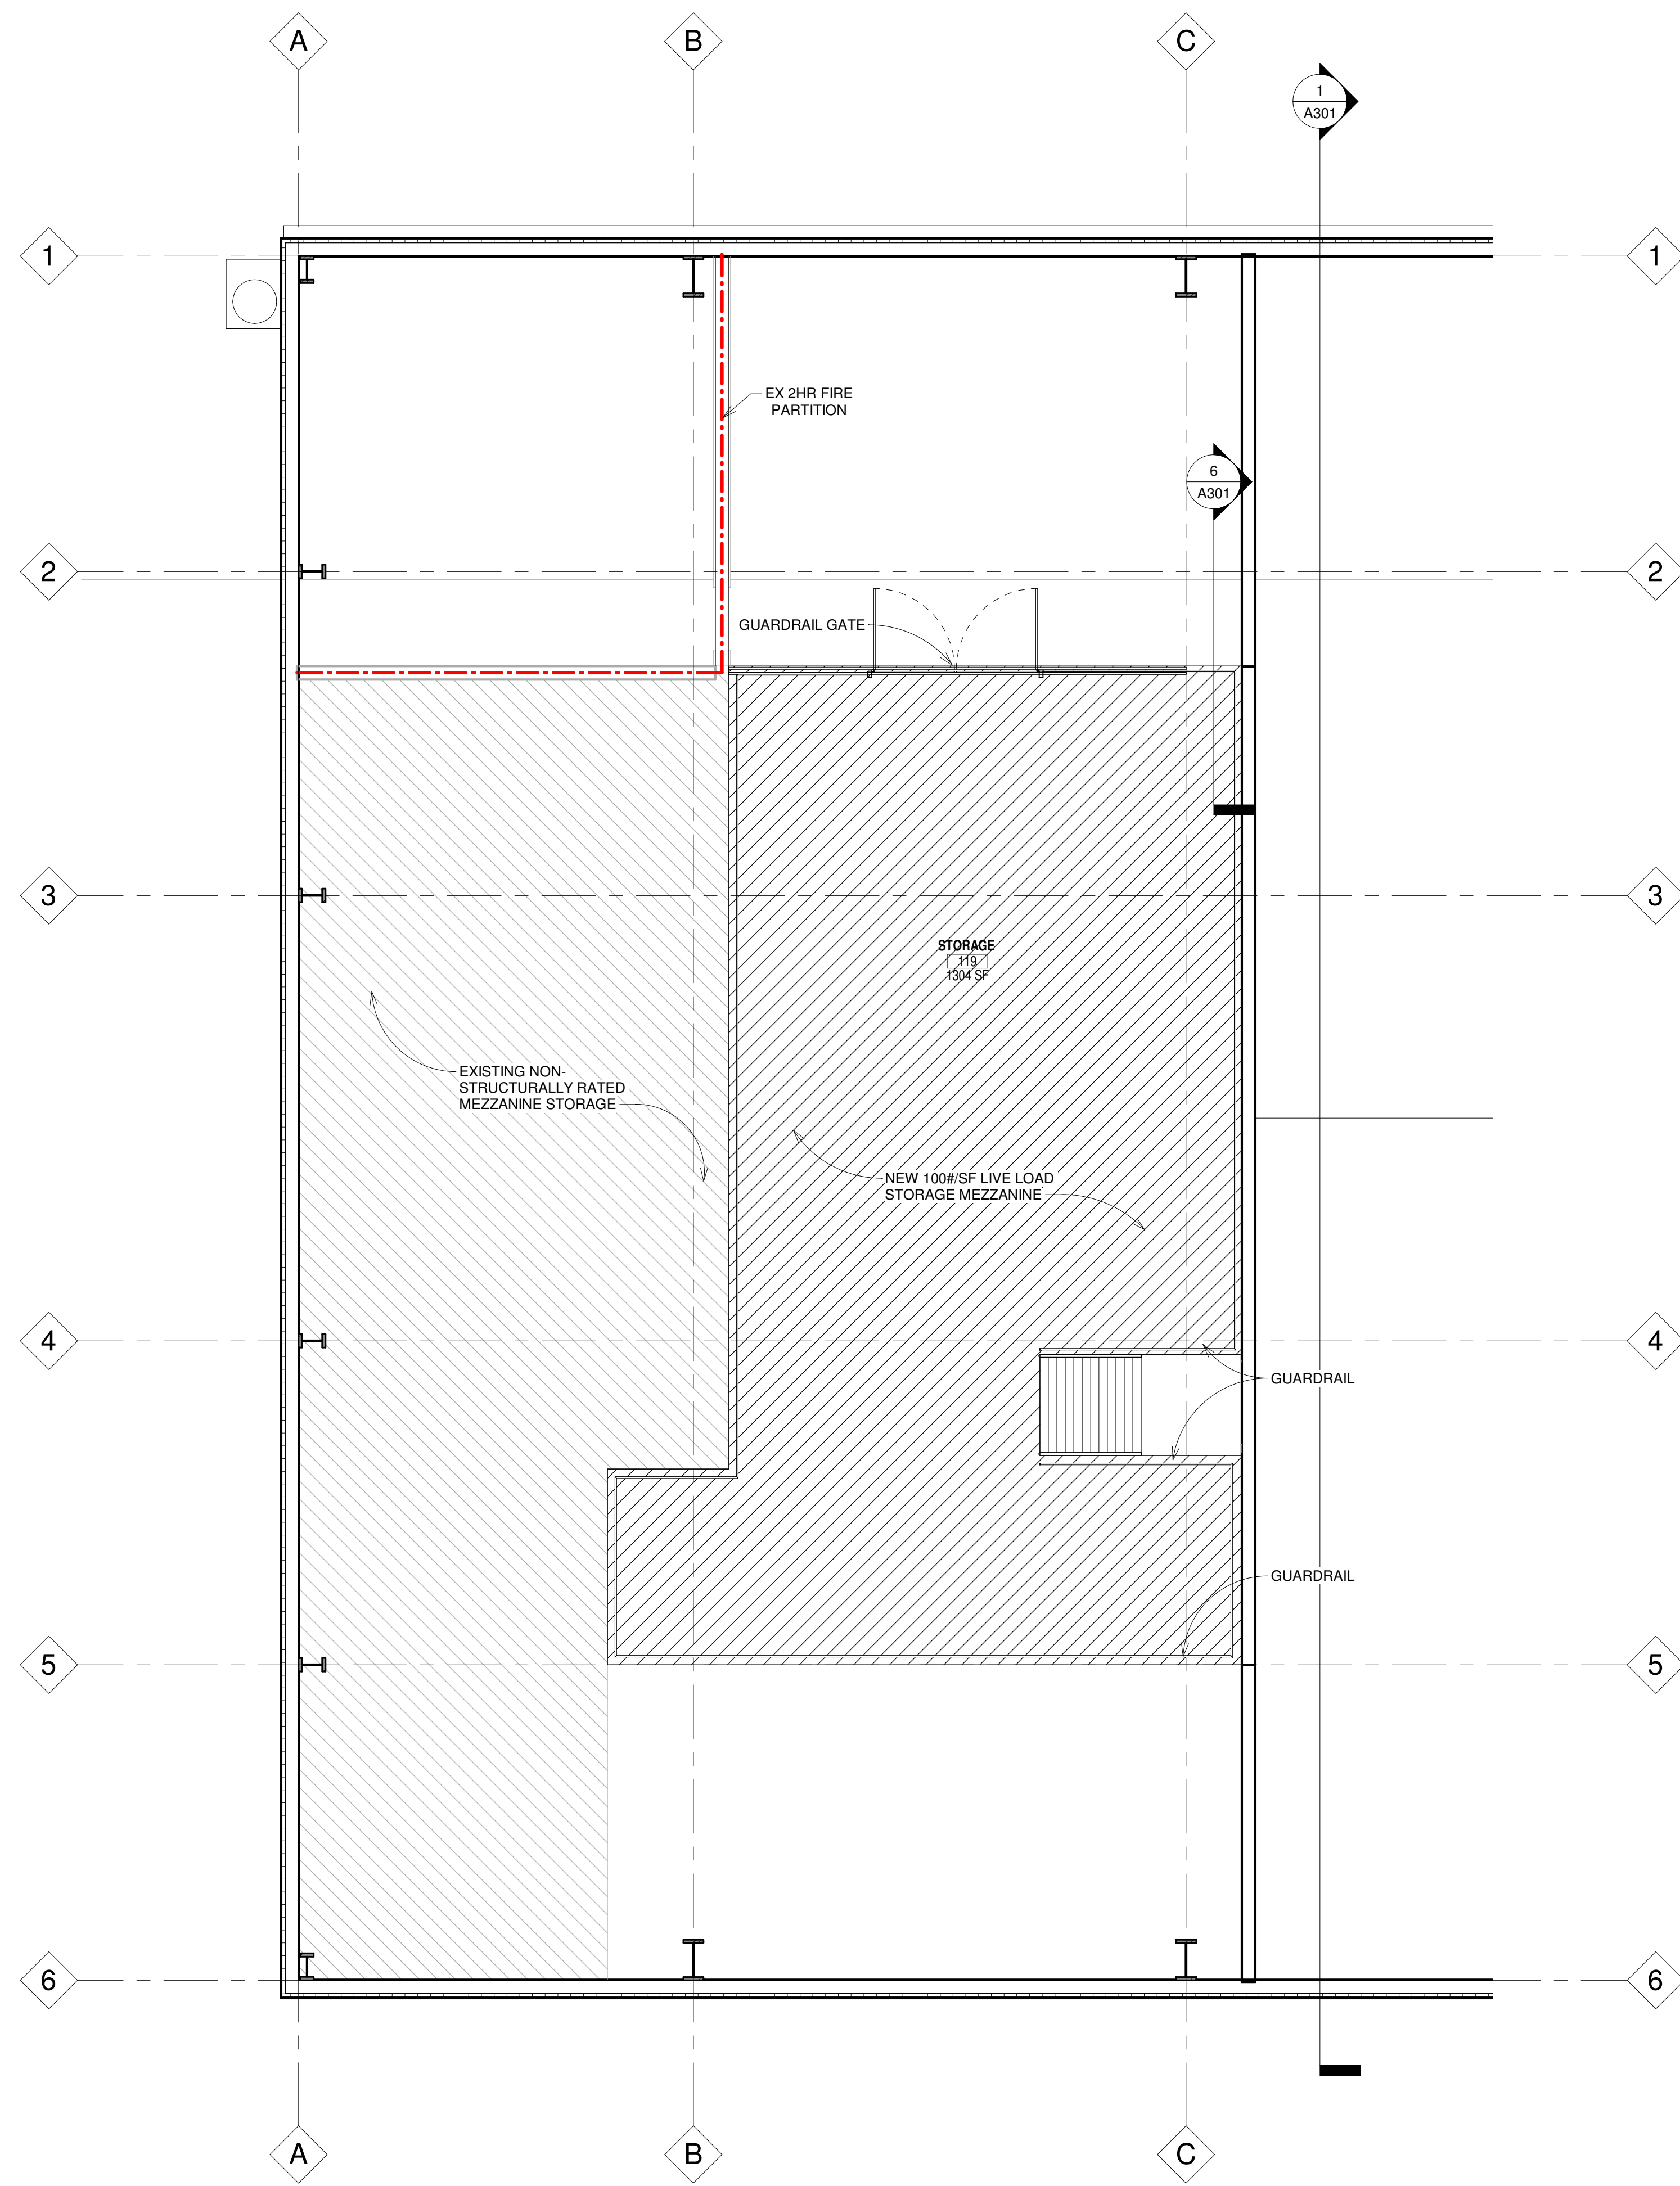 A
B
C
1
A301
1
1
EX 2HR FIRE
PARTITION
6
A301
2
2
GUARDRAIL GATE
3
3
STORAGE
119
1304 SF
EXISTING NON-
STRUCTURALLY RATED
MEZZANINE STORAGE
NEW 100#/SF LIVE LOAD
STORAGE MEZZANINE
4
4
GUARDRAIL
GUARDRAIL
5
5
6
6
A
B
C